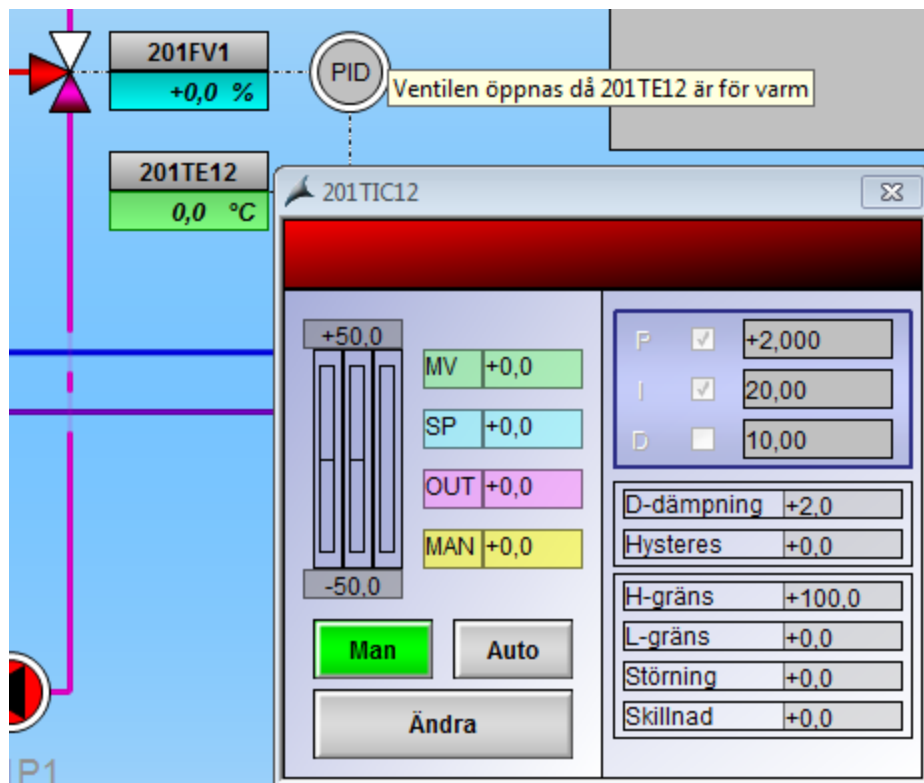 201FV1
+0,0 %
PID
Ventilen öppnas då 201TE12 är för varm
201TE12
0,0 °C
201TIC12
+50,0
-50,0
MV +0,0
SP +0,0
OUT +0,0
MAN +0,0
Man
Auto
Ändra
P +2,000
I 20,00
D 10,00
D-dämpning +2,0
Hysteres +0,0
H-gräns +100,0
L-gräns +0,0
Störning +0,0
Skillnad +0,0
P1